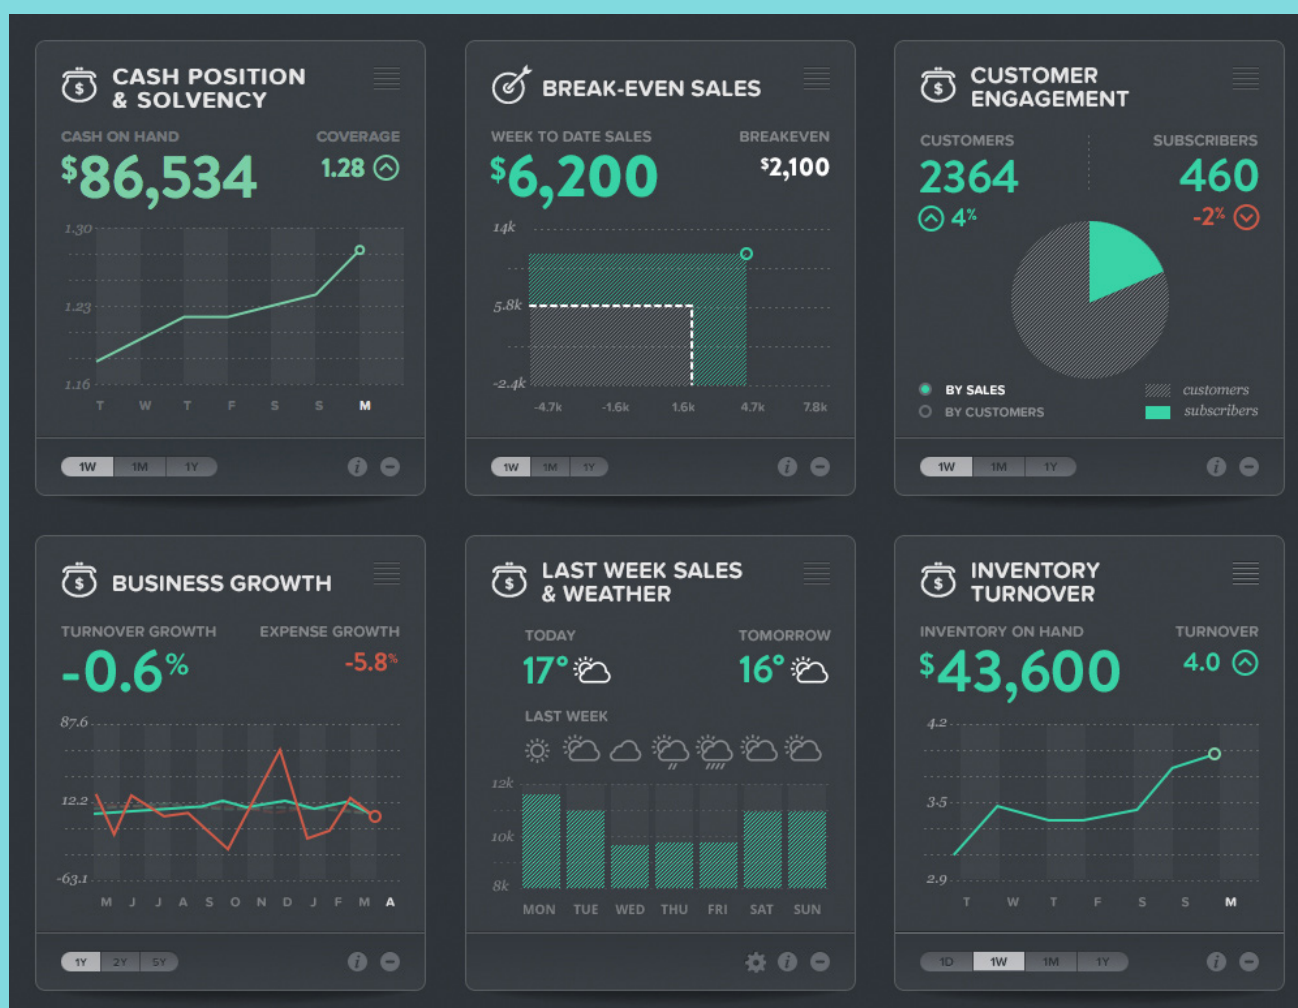 CASH POSITION
& SOLVENCY
CASH ON HAND
COVERAGE
$86,534
1.28
1.30
1.23
1.16
T W T F S S M
1W 1M 1Y
i
BREAK-EVEN SALES
WEEK TO DATE SALES
BREAKEVEN
$6,200
$2,100
14k
5.8k
-2.4k
-4.7k -1.6k 1.6k 4.7k 7.8k
1W 1M 1Y
i
CUSTOMER
ENGAGEMENT
CUSTOMERS
SUBSCRIBERS
2364
460
4%
-2%
BY SALES
customers
BY CUSTOMERS
subscribers
1W 1M 1Y
i
BUSINESS GROWTH
TURNOVER GROWTH
EXPENSE GROWTH
-0.6%
-5.8%
87.6
12.2
-63.1
M J J A S O N D J F M A
1Y 2Y 5Y
i
LAST WEEK SALES
& WEATHER
TODAY
TOMORROW
17°
16°
LAST WEEK
12k
10k
8k
MON TUE WED THU FRI SAT SUN
i
INVENTORY
TURNOVER
INVENTORY ON HAND
TURNOVER
$43,600
4.0
4.2
3.5
2.9
T W T F S S M
1D 1W 1M 1Y
i